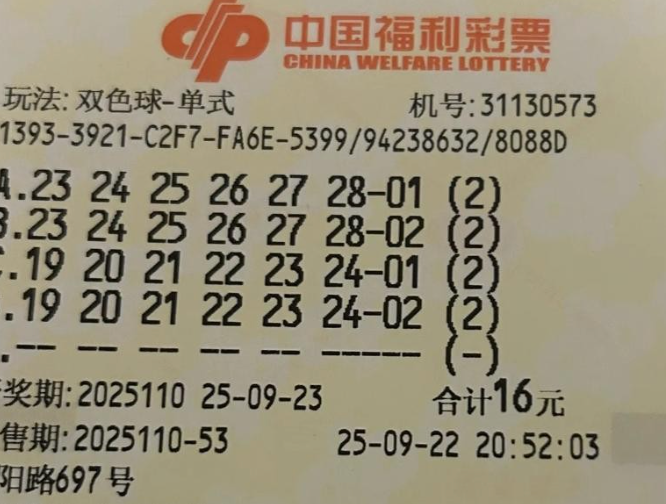 中国福利彩票
CHINA WELFARE LOTTERY
玩法:双色球-单式 机号:31130573
1393-3921-C2F7-FA6E-5399/94238632/8088D
A.23 24 25 26 27 28-01 (2)
B.23 24 25 26 27 28-02 (2)
C.19 20 21 22 23 24-01 (2)
.19 20 21 22 23 24-02 (2)
.-- -- -- -- -- -- -- (-)
奖期:2025110 25-09-23 合计16元
售期:2025110-53 25-09-22 20:52:03
阳路697号